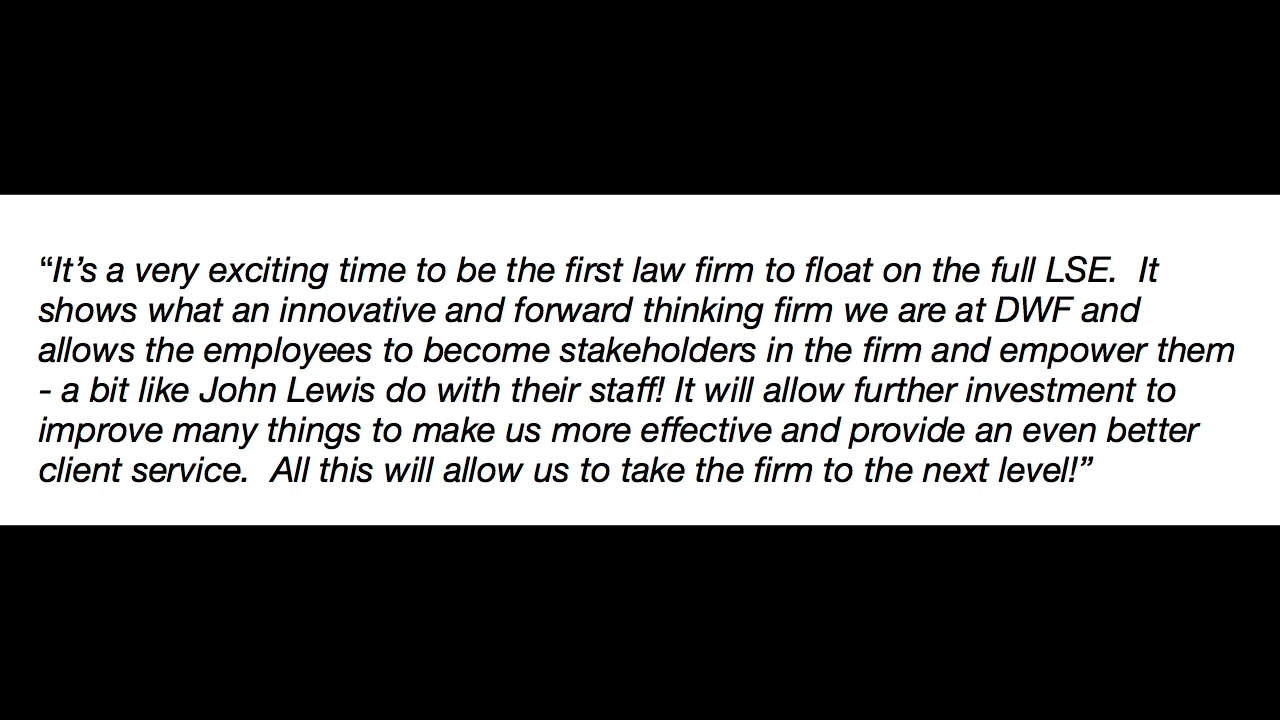 “It’s a very exciting time to be the first law firm to float on the full LSE.  It
shows what an innovative and forward thinking firm we are at DWF and
allows the employees to become stakeholders in the firm and empower them
- a bit like John Lewis do with their staff! It will allow further investment to
improve many things to make us more effective and provide an even better
client service.  All this will allow us to take the firm to the next level!”